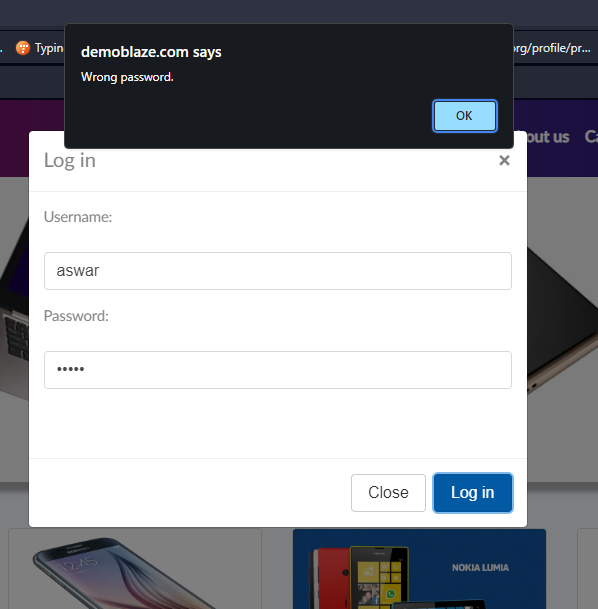 Typin
org/profile/pr...
demoblaze.com says
Wrong password.
OK
out us
Ca
Log in
×
Username:
aswar
Password:
•••••
Close
Log in
NOKIA LUMIA